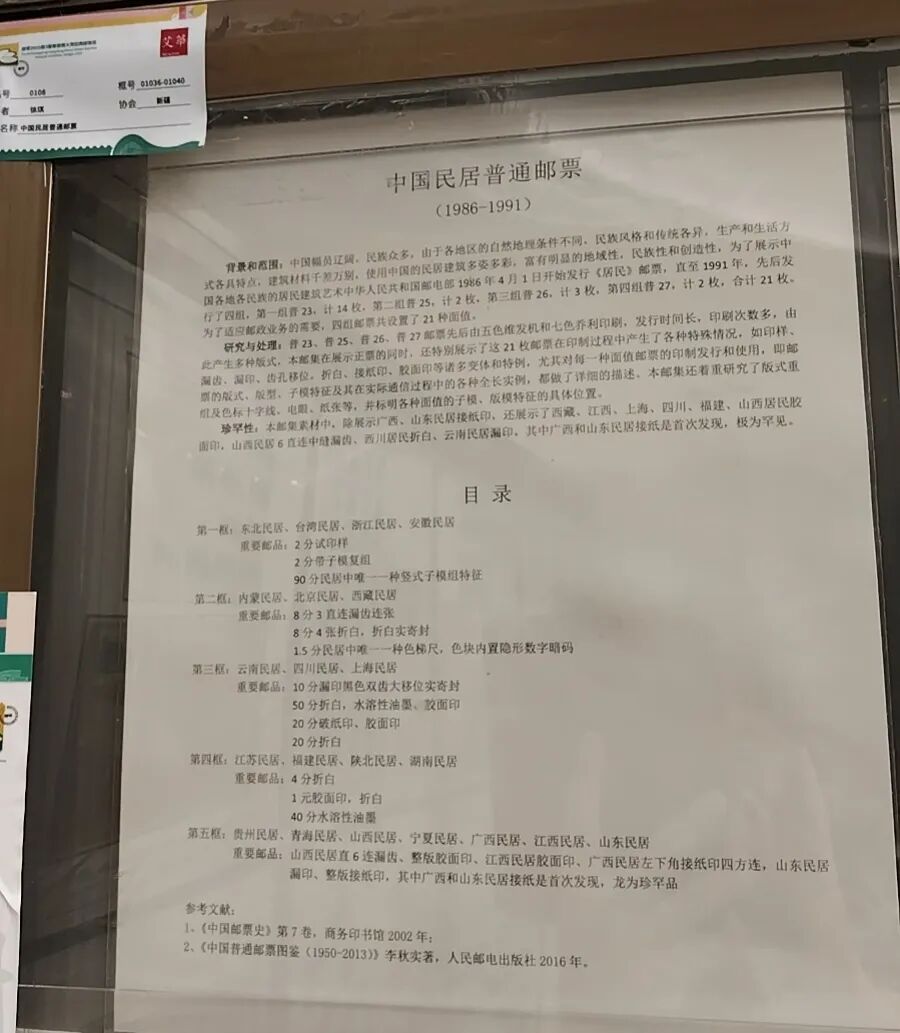 艾华
号 0106
框号 01036-01040
者 徐琪
协会 新疆
名称 中国民居普通邮票
中国民居普通邮票
（1986-1991）
背景和范围：中国幅员辽阔，民族众多，由于各地区的自然地理条件不同，民族风格和传统各异，生产和生活方
式各具特点，建筑材料千差万别，使用中国的民居建筑多姿多彩，富有明显的地域性，民族性和创造性，为了展示中
国各地各民族的居民建筑艺术中华人民共和国邮电部 1986 年 4 月 1 日开始发行《居民》邮票，直至 1991 年，先后发
行了四组，第一组普 23，计 14 枚，第二组普 25，计 2 枚，第三组普 26，计 3 枚，第四组普 27，计 2 枚，合计 21 枚。
为了适应邮政业务的需要，四组邮票共设置了 21 种面值。
研究与处理：普 23、普 25、普 26、普 27 邮票先后由五色维发机和七色乔利印刷，发行时长，印刷次数多，由
此产生多种版式，本邮集在展示正票的同时，还特别展示了这 21 枚邮票在印制过程中产生了各种特殊情况，如印样、
漏齿、漏印、齿孔移位、折白、接纸印、胶面印等诸多变体和特例，尤其对每一种面值邮票的印制发行和使用，即邮
票的版式、版型、子模特征及其在实际通信过程中的各种全长实例，都做了详细的描述。本邮集还着重研究了版式重
组及色标十字线、电眼、纸张等，并标明各种面值的子模、版模特征的具体位置。
珍罕性：本邮集素材中，除展示广西、山东民居接纸印，还展示了西藏、江西、上海、四川、福建、山西居民胶
面印，山西民居 6 直连中缝漏齿、西川居民折白、云南民居漏印，其中广西和山东民居接纸是首次发现，极为罕见。
目 录
第一框：东北民居、台湾民居、浙江民居、安徽民居
重要邮品：2 分试印样
2 分带子模复组
90 分民居中唯一一种竖式子模组特征
第二框：内蒙民居、北京民居、西藏民居
重要邮品：8 分 3 直连漏齿连张
8 分 4 张折白，折白实寄封
1.5 分民居中唯一一种色梯尺，色块内置隐形数字暗码
第三框：云南民居、四川民居、上海民居
重要邮品：10 分漏印黑色双齿大移位实寄封
50 分折白，水溶性油墨、胶面印
20 分破纸印、胶面印
20 分折白
第四框：江苏民居、福建民居、陕北民居、湖南民居
重要邮品：4 分折白
1 元胶面印，折白
40 分水溶性油墨
第五框：贵州民居、青海民居、山西民居、宁夏民居、广西民居、江西民居、山东民居
重要邮品：山西民居直 6 连漏齿、整版胶面印、江西民居胶面印、广西民居左下角接纸印四方连，山东民居
漏印、整版接纸印，其中广西和山东民居接纸是首次发现，龙为珍罕品
参考文献：
1、《中国邮票史》第 7 卷，商务印书馆 2002 年；
2、《中国普通邮票图鉴（1950-2013）》李秋实著，人民邮电出版社 2016 年。